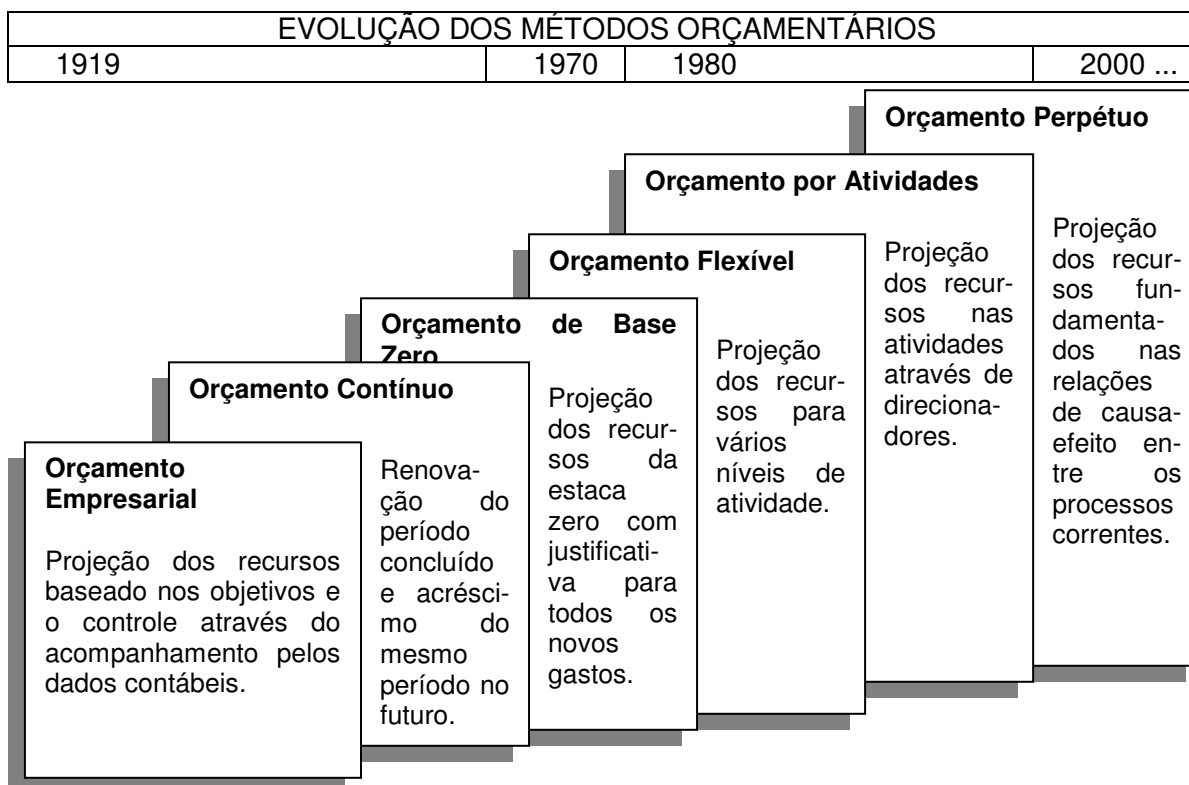 EVOLUÇÃO DOS MÉTODOS ORÇAMENTÁRIOS
1919
1970
1980
2000 ...
Orçamento
Empresarial
Projeção dos recursos
baseado nos objetivos e
o controle através do
acompanhamento pelos
dados contábeis.
Orçamento Contínuo
Renova-
ção do
período
concluído
e acrésci-
mo do
mesmo
período no
futuro.
Orçamento de Base
Zero
Projeção
dos recur-
sos da
estaca
zero com
justificati-
va para
todos os
novos
gastos.
Orçamento Flexível
Projeção
dos recur-
sos para
vários
níveis de
atividade.
Orçamento por Atividades
Projeção
dos recur-
sos nas
atividades
através de
direciona-
dores.
Orçamento Perpétuo
Projeção
dos recur-
sos fun-
damenta-
dos nas
relações
de causa-
efeito en-
tre os
processos
correntes.